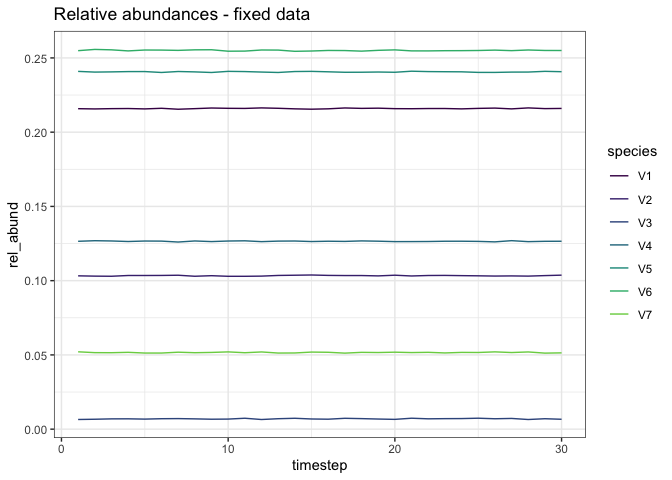 Relative abundances - fixed data
rel_abund
0.25
0.20
0.15
0.10
0.05
0.00
0
10
20
30
timestep
species
V1
V2
V3
V4
V5
V6
V7